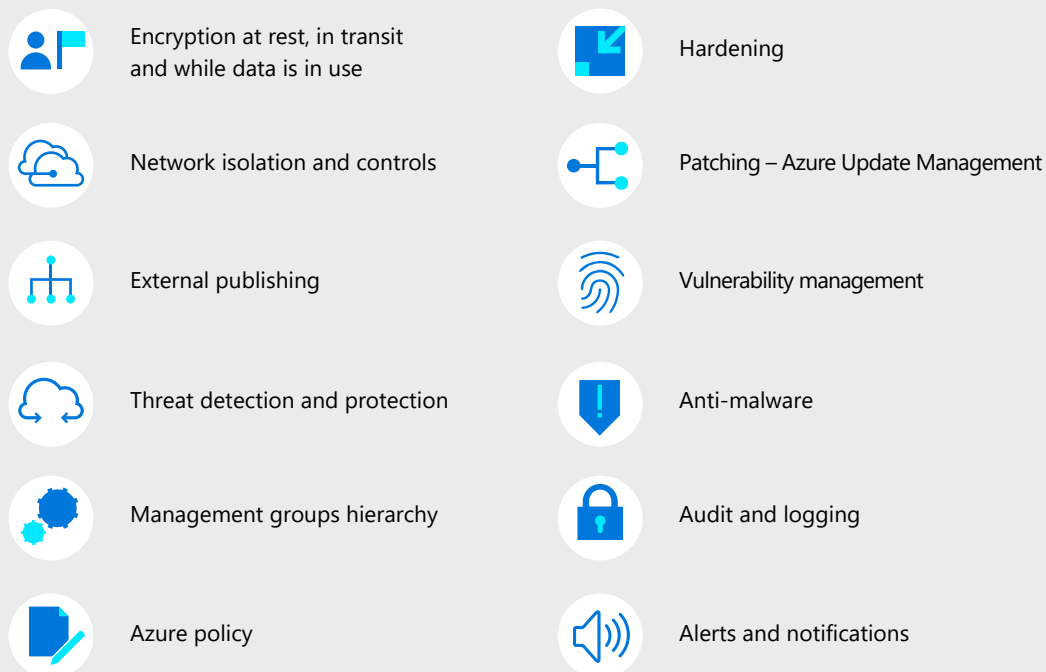 Encryption at rest, in transit
and while data is in use
Network isolation and controls
External publishing
Threat detection and protection
Management groups hierarchy
Azure policy
Hardening
Patching – Azure Update Management
Vulnerability management
Anti-malware
Audit and logging
Alerts and notifications